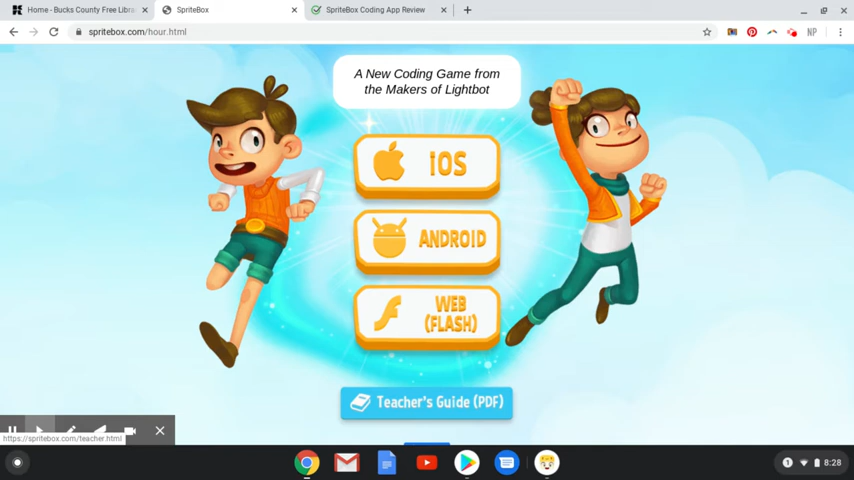 Home - Bucks County Free Libra
SpriteBox
SpriteBox Coding App Review
spritebox.com/hour.html
NP
A New Coding Game from
the Makers of Lightbot
iOS
ANDROID
WEB
(FLASH)
Teacher's Guide (PDF)
https://spritebox.com/teacher.html
1
8:28